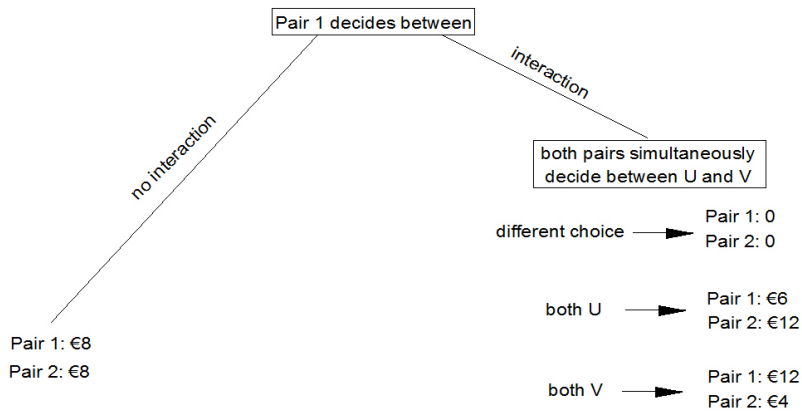 Pair 1 decides between
no interaction
interaction
both pairs simultaneously
decide between U and V
different choice
Pair 1: 0
Pair 2: 0
both U
Pair 1: €6
Pair 2: €12
Pair 1: €8
Pair 2: €8
both V
Pair 1: €12
Pair 2: €4